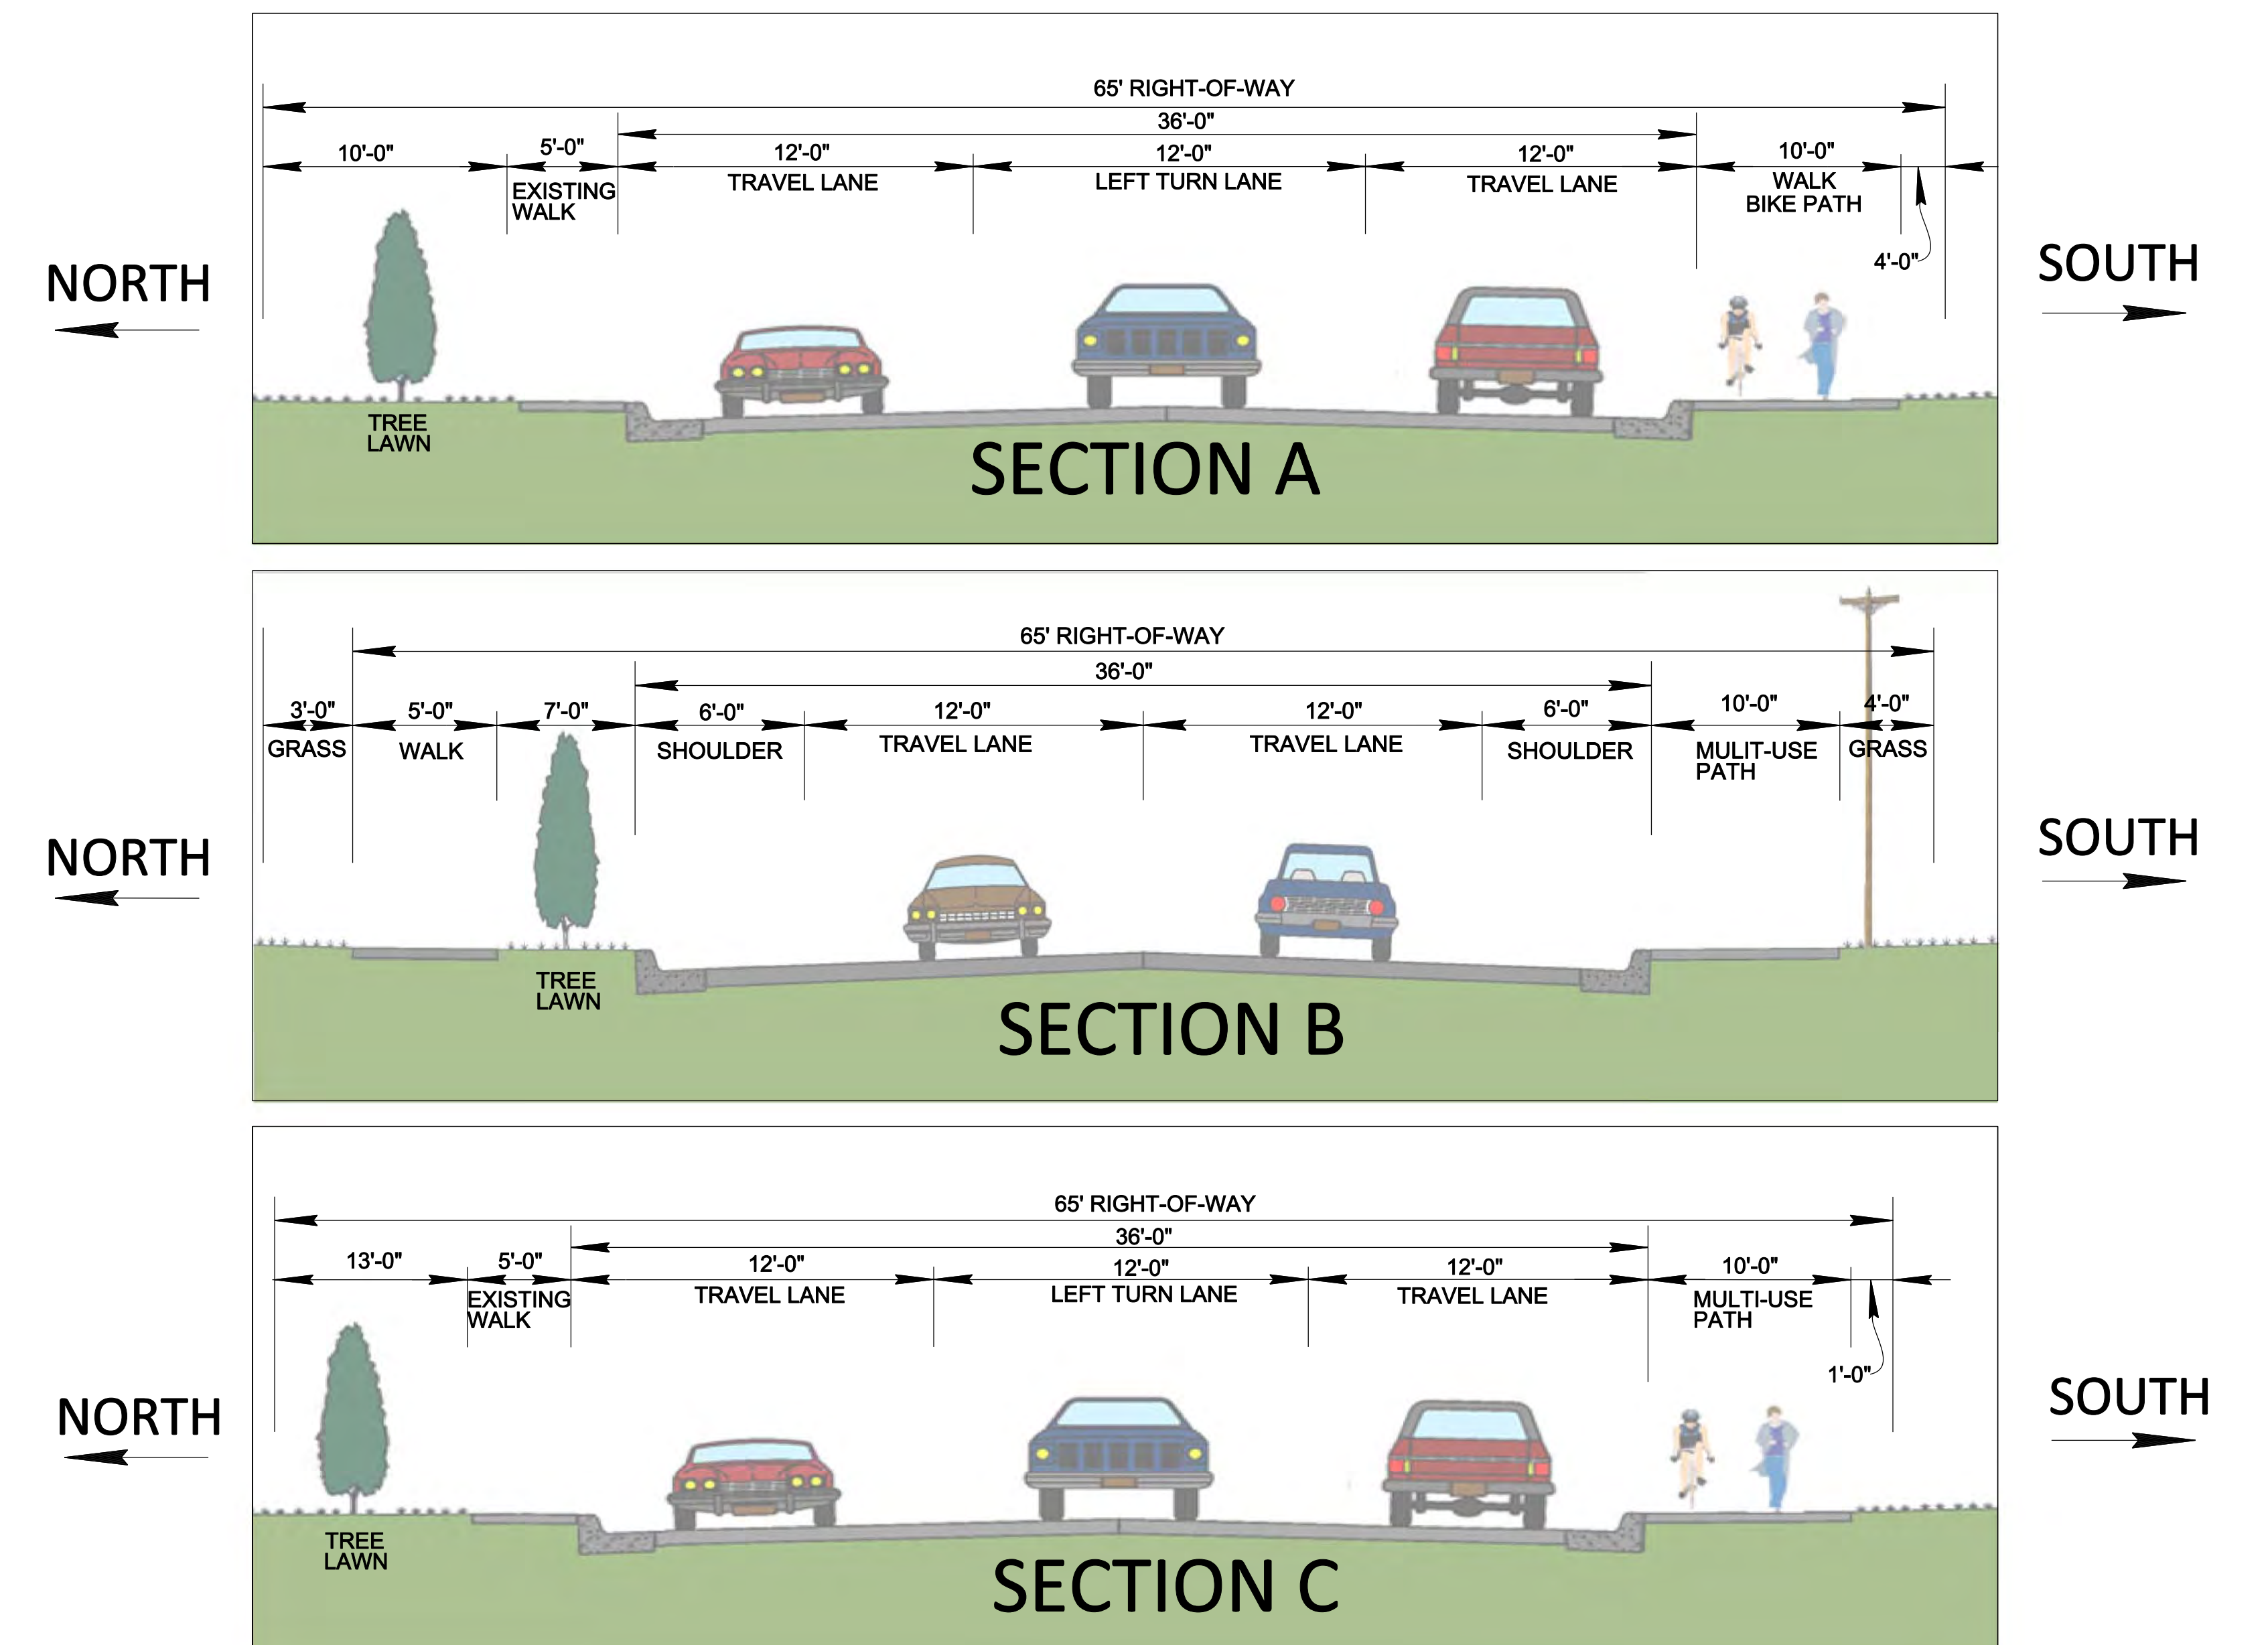 65' RIGHT-OF-WAY
36'-0"
10'-0"
5'-0"
12'-0"
12'-0"
12'-0"
10'-0"
EXISTING
WALK
TRAVEL LANE
LEFT TURN LANE
TRAVEL LANE
WALK
BIKE PATH
4'-0"
NORTH
SOUTH
TREE
LAWN
SECTION A
65' RIGHT-OF-WAY
36'-0"
3'-0"
5'-0"
7'-0"
6'-0"
12'-0"
12'-0"
6'-0"
10'-0"
4'-0"
GRASS
WALK
SHOULDER
TRAVEL LANE
TRAVEL LANE
SHOULDER
MULIT-USE
PATH
GRASS
NORTH
SOUTH
TREE
LAWN
SECTION B
65' RIGHT-OF-WAY
36'-0"
13'-0"
5'-0"
12'-0"
12'-0"
12'-0"
10'-0"
EXISTING
WALK
TRAVEL LANE
LEFT TURN LANE
TRAVEL LANE
MULTI-USE
PATH
1'-0"
NORTH
SOUTH
TREE
LAWN
SECTION C